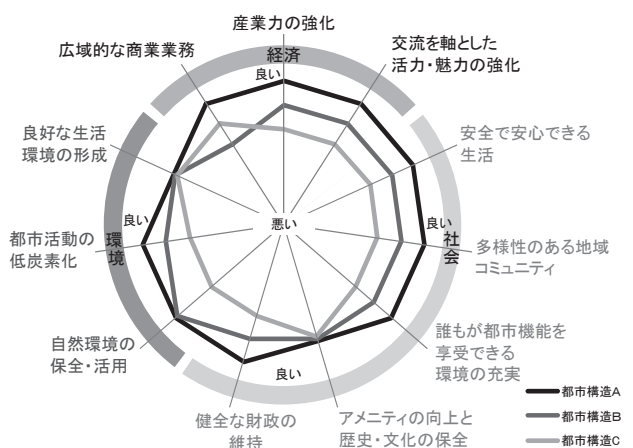 産業力の強化
広域的な商業業務
経済
交流を軸とした
活力・魅力の強化
良い
良好な生活
環境の形成
安全で安心できる
生活
良い
悪い
良い
都市活動の
低炭素化
環境
社会
多様性のある地域
コミュニティ
自然環境の
保全・活用
誰もが都市機能を
享受できる
環境の充実
良い
健全な財政の
維持
アメニティの向上と
歴史・文化の保全
都市構造A
都市構造B
都市構造C